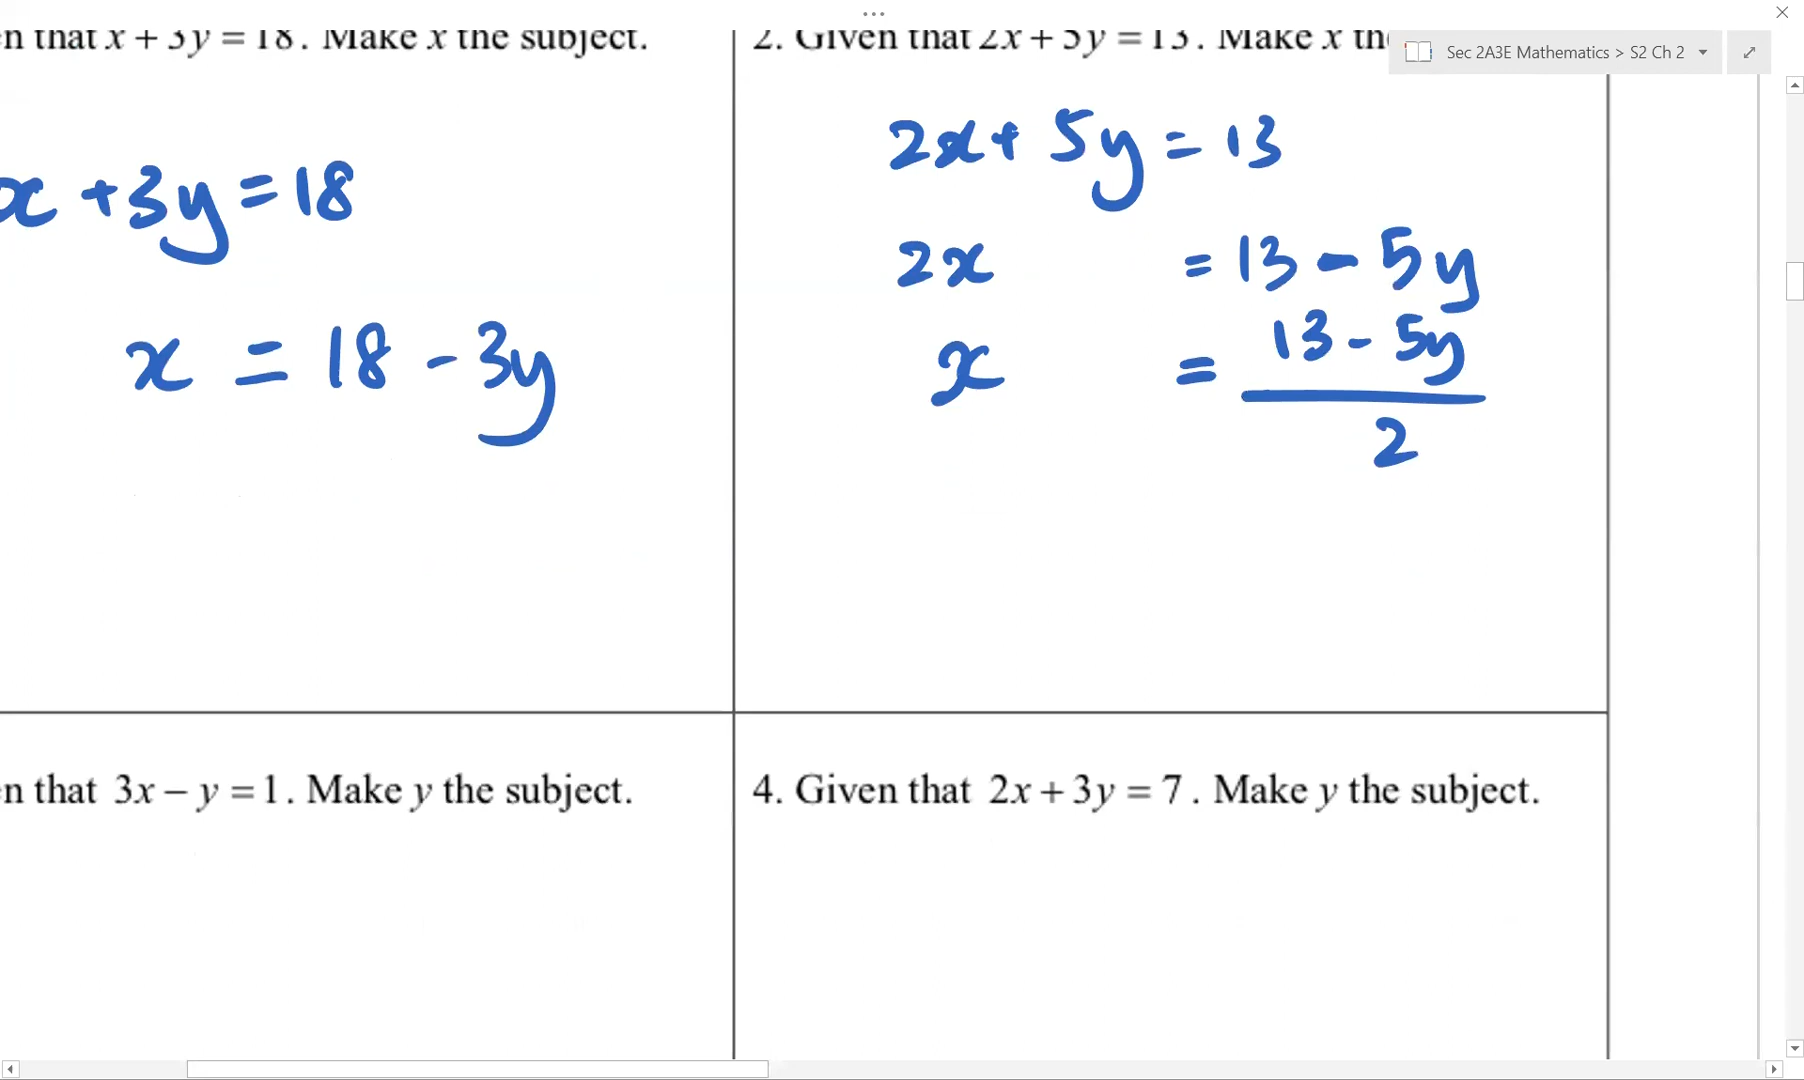 Sec 2A3E Mathematics > S2 Ch 2
n that x + 3y = 18. Make x the subject.
x + 3y = 18
x = 18 - 3y
2. Given that 2x + 5y = 13. Make x th
2x + 5y = 13
2x = 13 - 5y
x = 13 - 5y
2
n that 3x − y = 1. Make y the subject.
4. Given that 2x + 3y = 7. Make y the subject.